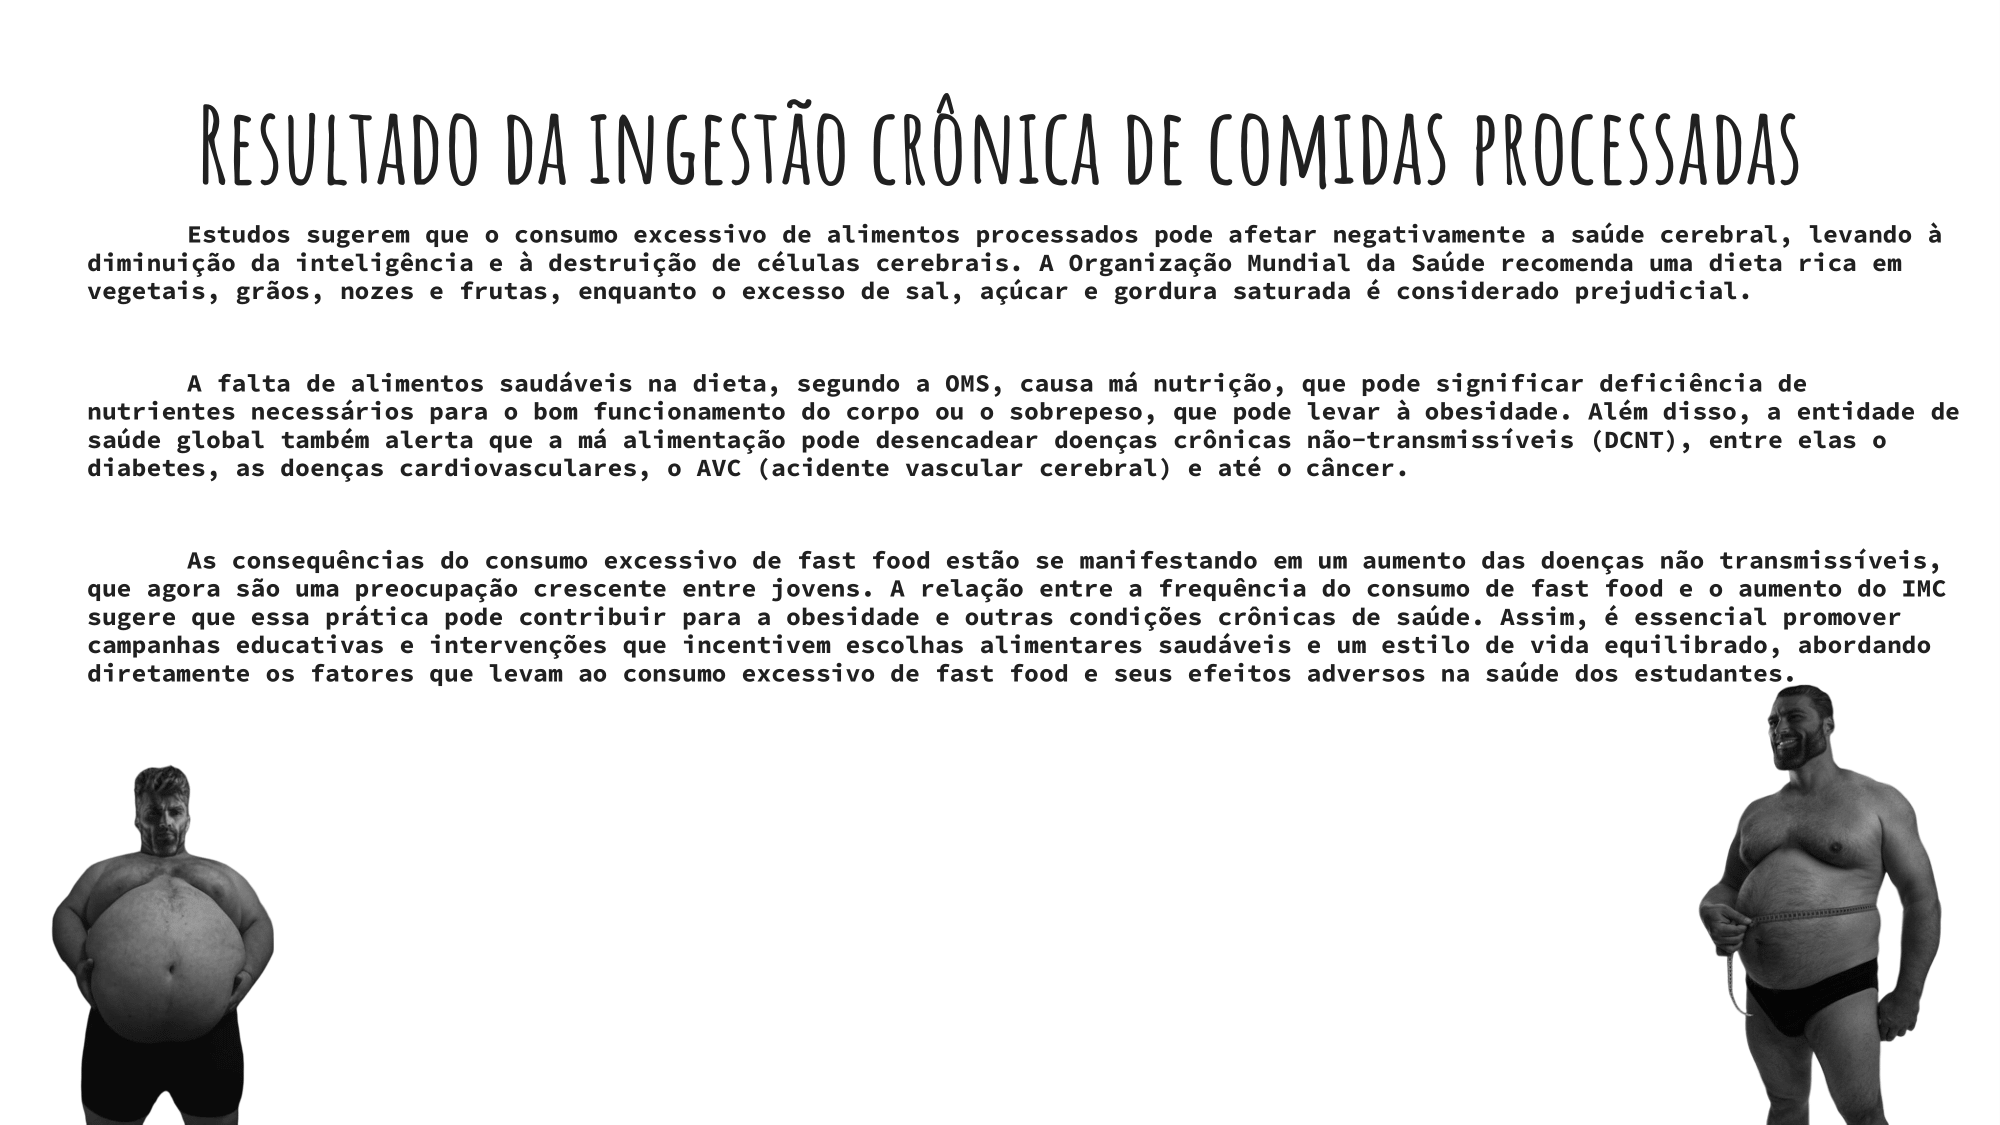 Resultado da ingestão crônica de comidas processadas
Estudos sugerem que o consumo excessivo de alimentos processados pode afetar negativamente a saúde cerebral, levando à
diminuição da inteligência e à destruição de células cerebrais. A Organização Mundial da Saúde recomenda uma dieta rica em
vegetais, grãos, nozes e frutas, enquanto o excesso de sal, açúcar e gordura saturada é considerado prejudicial.
A falta de alimentos saudáveis na dieta, segundo a OMS, causa má nutrição, que pode significar deficiência de
nutrientes necessários para o bom funcionamento do corpo ou o sobrepeso, que pode levar à obesidade. Além disso, a entidade de
saúde global também alerta que a má alimentação pode desencadear doenças crônicas não-transmissíveis (DCNT), entre elas o
diabetes, as doenças cardiovasculares, o AVC (acidente vascular cerebral) e até o câncer.
As consequências do consumo excessivo de fast food estão se manifestando em um aumento das doenças não transmissíveis,
que agora são uma preocupação crescente entre jovens. A relação entre a frequência do consumo de fast food e o aumento do IMC
sugere que essa prática pode contribuir para a obesidade e outras condições crônicas de saúde. Assim, é essencial promover
campanhas educativas e intervenções que incentivem escolhas alimentares saudáveis e um estilo de vida equilibrado, abordando
diretamente os fatores que levam ao consumo excessivo de fast food e seus efeitos adversos na saúde dos estudantes.